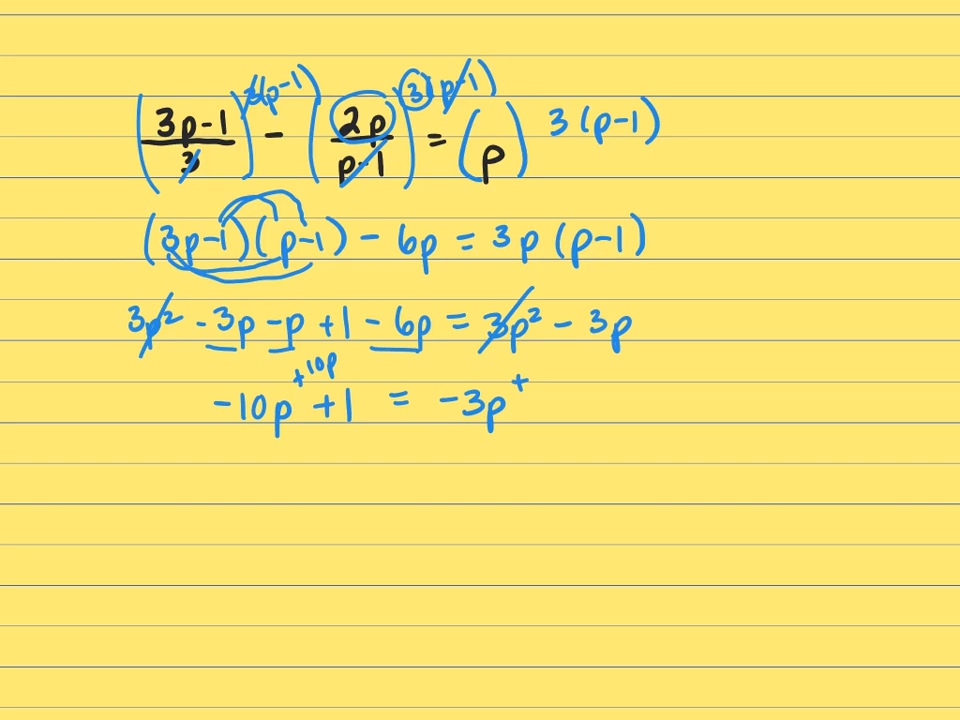 ((3p-1)/3)3(p-1) - (2p/(p-1))3(p-1) = (p) 3(p-1)
(3p-1)(p-1) - 6p = 3p(p-1)
3p² - 3p - p + 1 - 6p = 3p² - 3p
+10p +
-10p + 1 = -3p